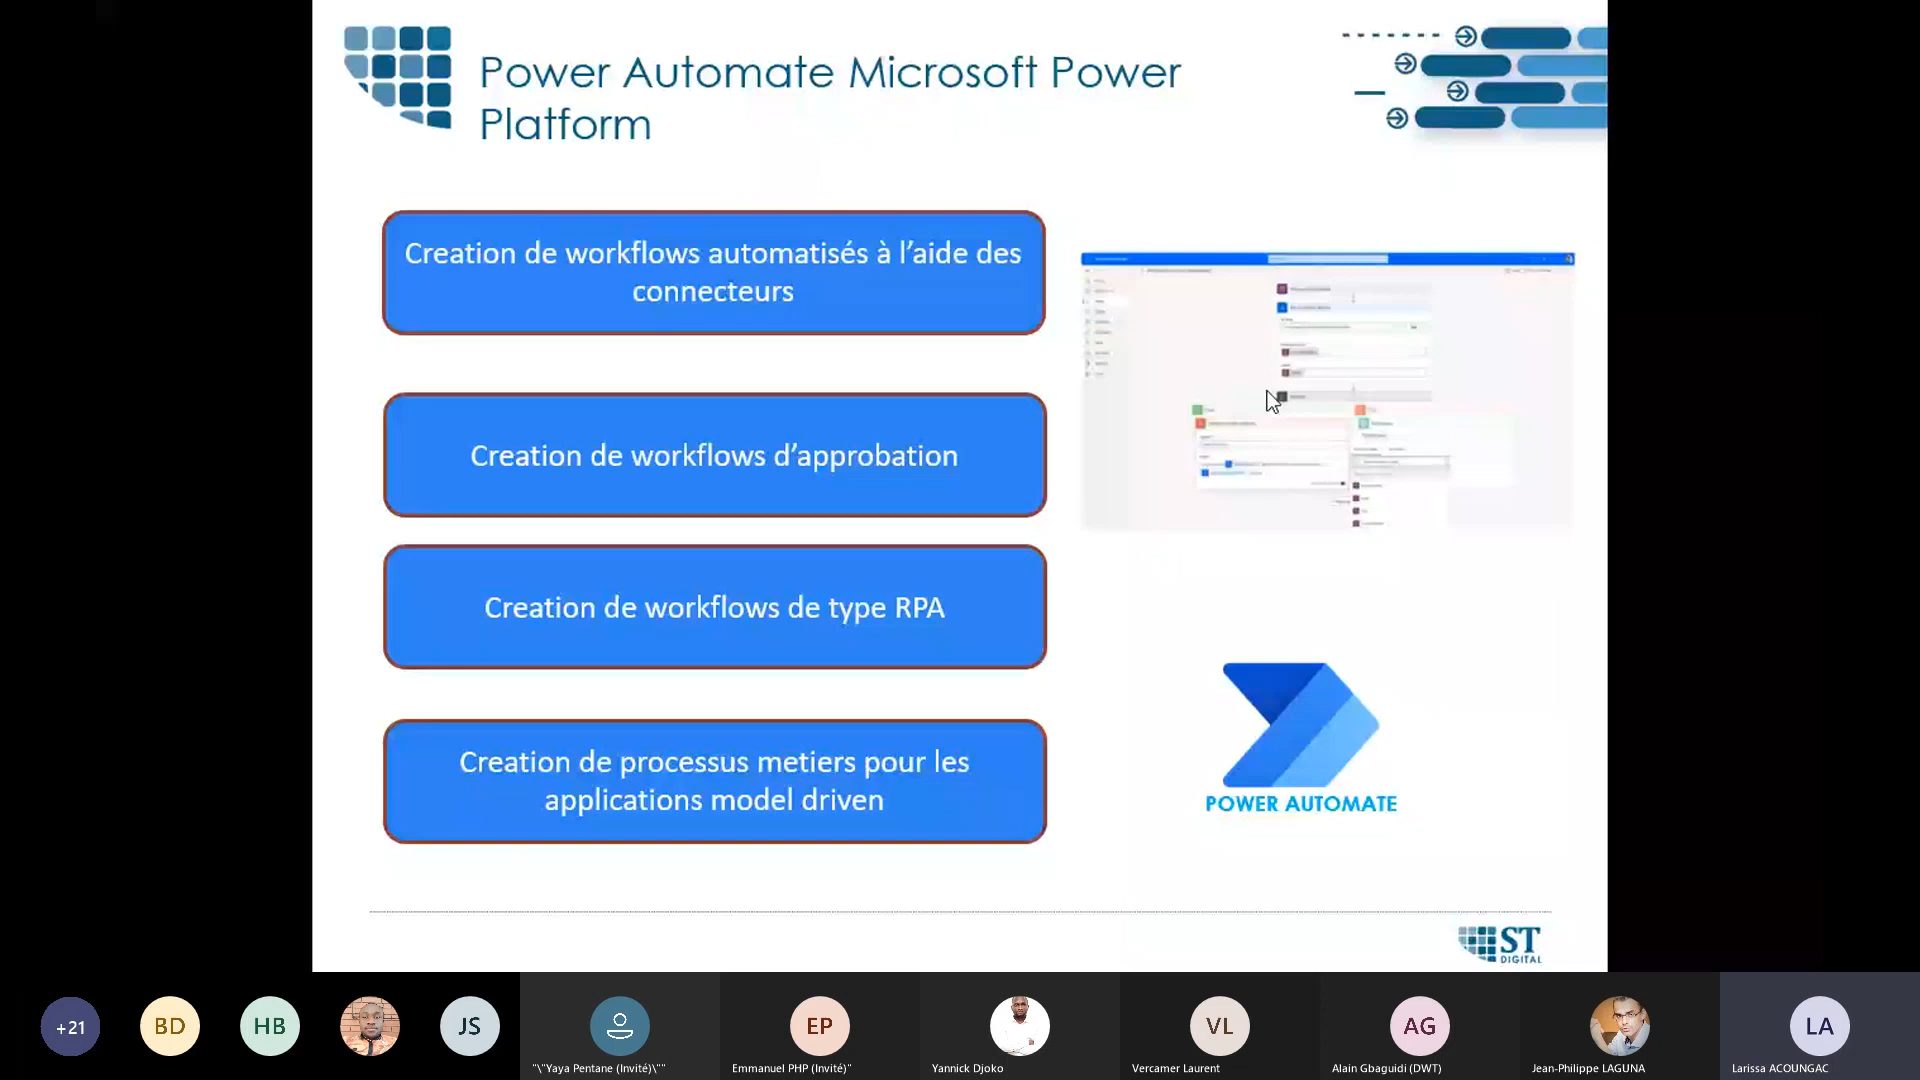 Power Automate Microsoft Power
Platform
Creation de workflows automatisés à l’aide des
connecteurs
Creation de workflows d’approbation
Creation de workflows de type RPA
Creation de processus metiers pour les
applications model driven
POWER AUTOMATE
ST
DIGITAL
+21
BD
HB
JS
EP
VL
AG
LA
"\"Yaya Pentane (Invité)\""
Emmanuel PHP (Invité)"
Yannick Djoko
Vercamer Laurent
Alain Gbaguidi (DWT)
Jean-Philippe LAGUNA
Larissa ACOUNGAC